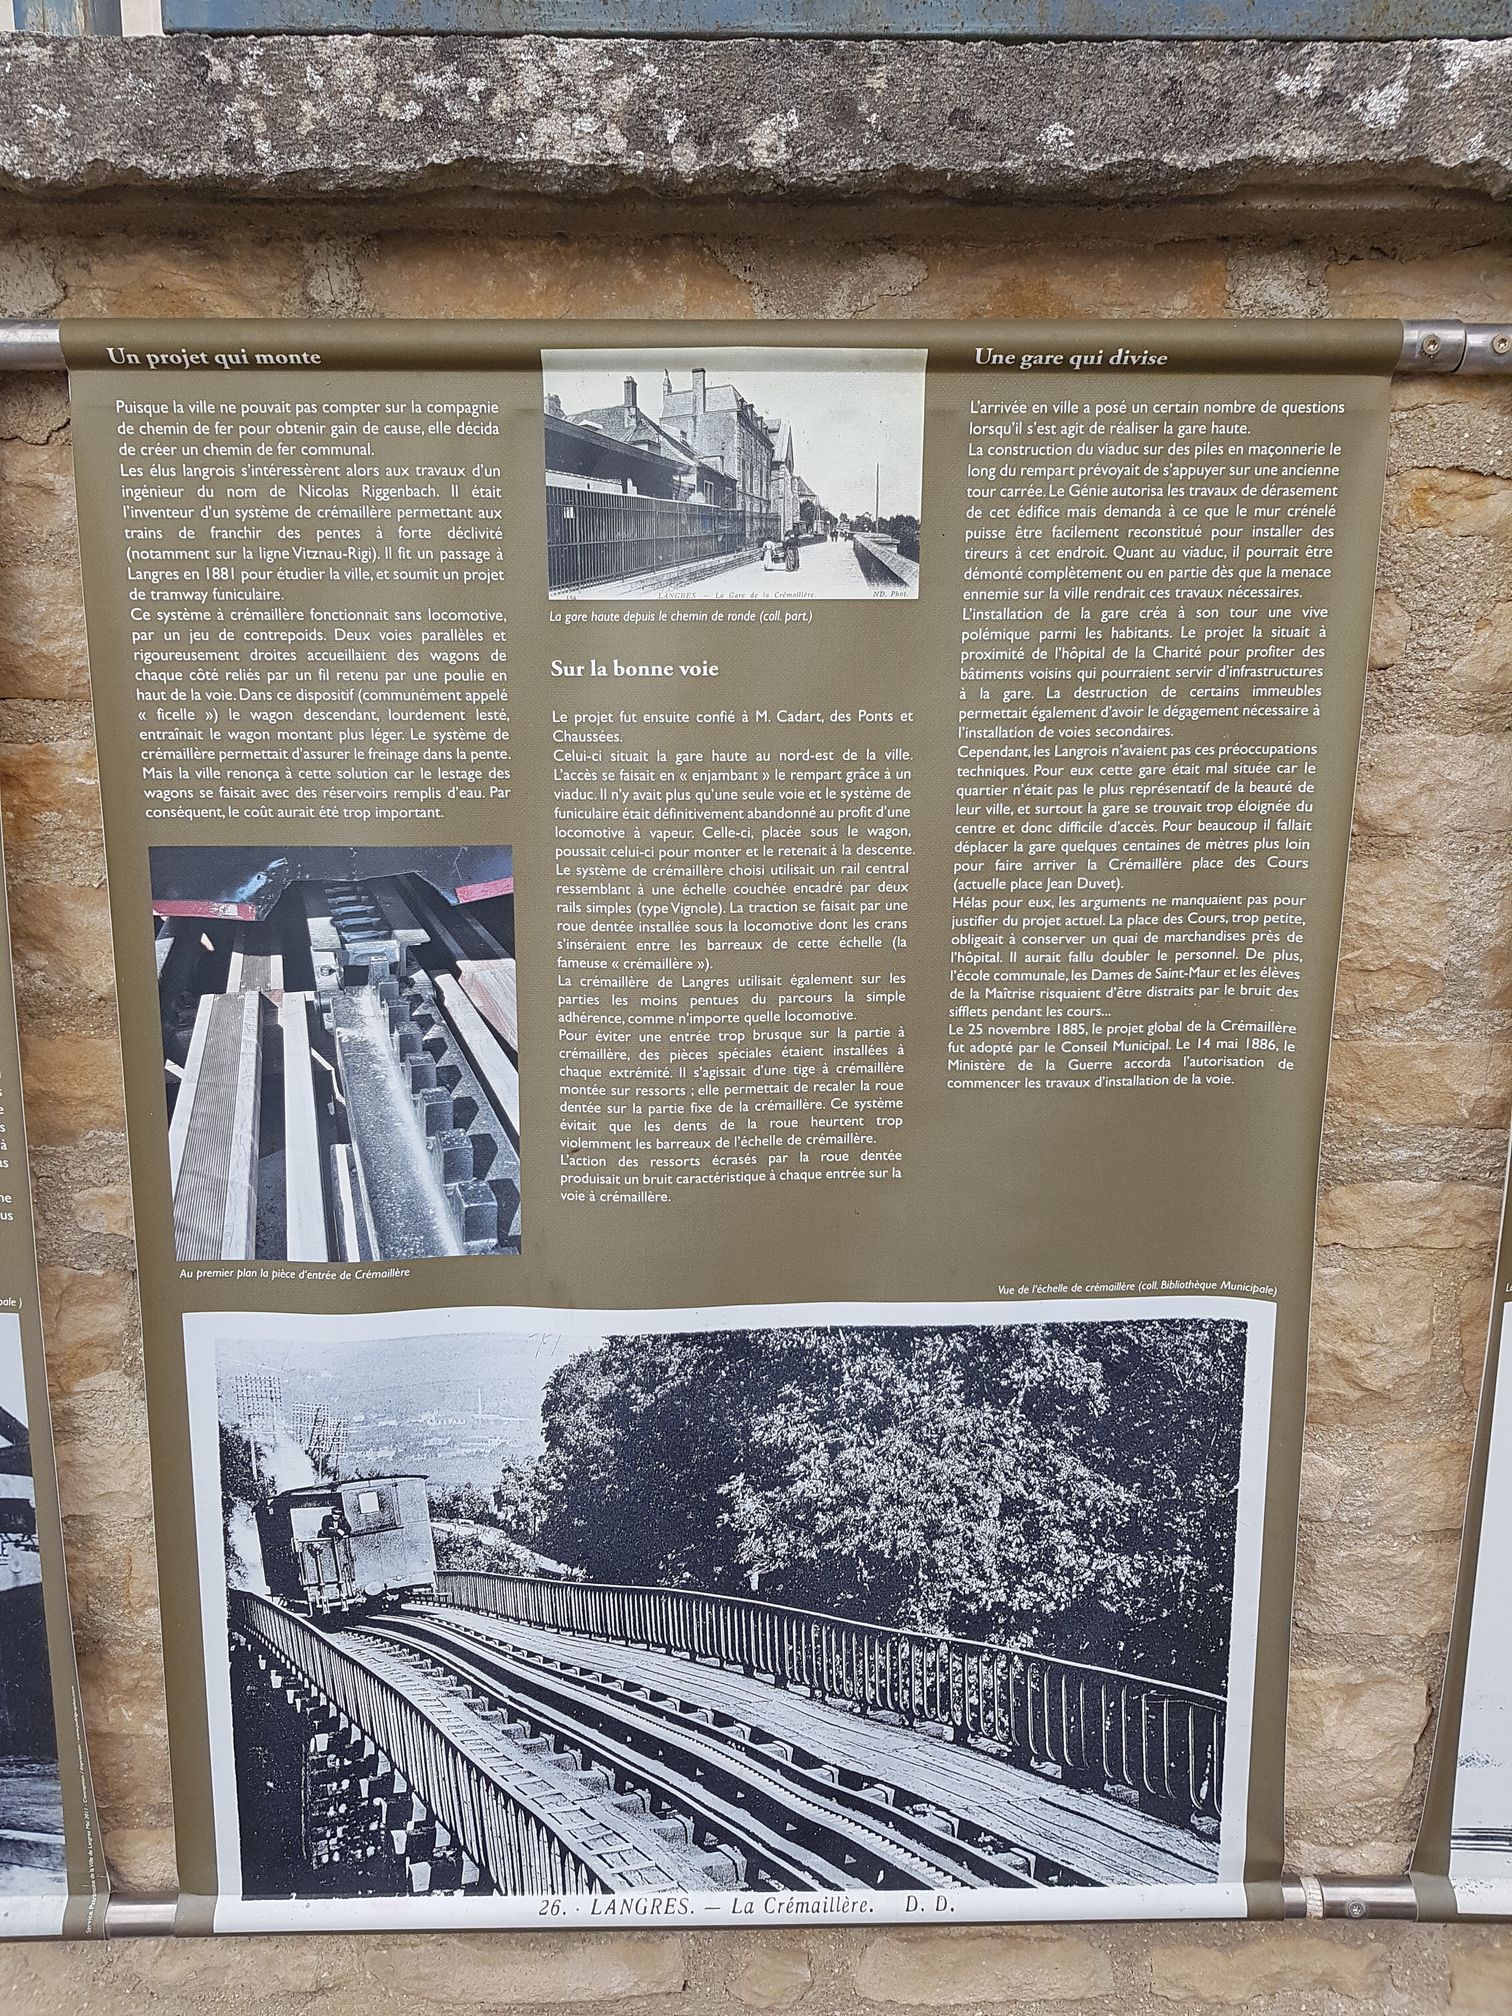 Un projet qui monte
Puisque la ville ne pouvait pas compter sur la compagnie
de chemin de fer pour obtenir gain de cause, elle décida
de créer un chemin de fer communal.
Les élus langrois s'intéressèrent alors aux travaux d'un
ingénieur du nom de Nicolas Riggenbach. Il était
l'inventeur d'un système de crémaillère permettant aux
trains de franchir des pentes à forte déclivité
(notamment sur la ligne Vitznau-Rigi). Il fit un passage à
Langres en 1881 pour étudier la ville, et soumit un projet
de tramway funiculaire.
Ce système à crémaillère fonctionnait sans locomotive,
par un jeu de contrepoids. Deux voies parallèles et
rigoureusement droites accueillaient des wagons de
chaque côté reliés par un fil retenu par une poulie en
haut de la voie. Dans ce dispositif (communément appelé
« ficelle ») le wagon descendant, lourdement lesté,
entraînait le wagon montant plus léger. Le système de
crémaillère permettait d'assurer le freinage dans la pente.
Mais la ville renonça à cette solution car le lestage des
wagons se faisait avec des réservoirs remplis d'eau. Par
conséquent, le coût aurait été trop important.
Au premier plan la pièce d'entrée de Crémaillère
LANGRES — La Gare de la Crémaillère. ND. Phot.
La gare haute depuis le chemin de ronde (coll. part.)
Sur la bonne voie
Le projet fut ensuite confié à M. Cadart, des Ponts et
Chaussées.
Celui-ci situait la gare haute au nord-est de la ville.
L'accès se faisait en « enjambant » le rempart grâce à un
viaduc. Il n'y avait plus qu'une seule voie et le système de
funiculaire était définitivement abandonné au profit d'une
locomotive à vapeur. Celle-ci, placée sous le wagon,
poussait celui-ci pour monter et le retenait à la descente.
Le système de crémaillère choisi utilisait un rail central
ressemblant à une échelle couchée encadré par deux
rails simples (type Vignole). La traction se faisait par une
roue dentée installée sous la locomotive dont les crans
s'inséraient entre les barreaux de cette échelle (la
fameuse « crémaillère »).
La crémaillère de Langres utilisait également sur les
parties les moins pentues du parcours la simple
adhérence, comme n'importe quelle locomotive.
Pour éviter une entrée trop brusque sur la partie à
crémaillère, des pièces spéciales étaient installées à
chaque extrémité. Il s'agissait d'une tige à crémaillère
montée sur ressorts ; elle permettait de recaler la roue
dentée sur la partie fixe de la crémaillère. Ce système
évitait que les dents de la roue heurtent trop
violemment les barreaux de l'échelle de crémaillère.
L'action des ressorts écrasés par la roue dentée
produisait un bruit caractéristique à chaque entrée sur la
voie à crémaillère.
Une gare qui divise
L'arrivée en ville a posé un certain nombre de questions
lorsqu'il s'est agit de réaliser la gare haute.
La construction du viaduc sur des piles en maçonnerie le
long du rempart prévoyait de s'appuyer sur une ancienne
tour carrée. Le Génie autorisa les travaux de dérasement
de cet édifice mais demanda à ce que le mur crénelé
puisse être facilement reconstitué pour installer des
tireurs à cet endroit. Quant au viaduc, il pourrait être
démonté complètement ou en partie dès que la menace
ennemie sur la ville rendrait ces travaux nécessaires.
L'installation de la gare créa à son tour une vive
polémique parmi les habitants. Le projet la situait à
proximité de l'hôpital de la Charité pour profiter des
bâtiments voisins qui pourraient servir d'infrastructures
à la gare. La destruction de certains immeubles
permettait également d'avoir le dégagement nécessaire à
l'installation de voies secondaires.
Cependant, les Langrois n'avaient pas ces préoccupations
techniques. Pour eux cette gare était mal située car le
quartier n'était pas le plus représentatif de la beauté de
leur ville, et surtout la gare se trouvait trop éloignée du
centre et donc difficile d'accès. Pour beaucoup il fallait
déplacer la gare quelques centaines de mètres plus loin
pour faire arriver la Crémaillère place des Cours
(actuelle place Jean Duvet).
Hélas pour eux, les arguments ne manquaient pas pour
justifier du projet actuel. La place des Cours, trop petite,
obligeait à conserver un quai de marchandises près de
l'hôpital. Il aurait fallu doubler le personnel. De plus,
l'école communale, les Dames de Saint-Maur et les élèves
de la Maîtrise risquaient d'être distraits par le bruit des
sifflets pendant les cours...
Le 25 novembre 1885, le projet global de la Crémaillère
fut adopté par le Conseil Municipal. Le 14 mai 1886, le
Ministère de la Guerre accorda l'autorisation de
commencer les travaux d'installation de la voie.
Vue de l'échelle de crémaillère (coll. Bibliothèque Municipale)
26. · LANGRES. — La Crémaillère. D. D.